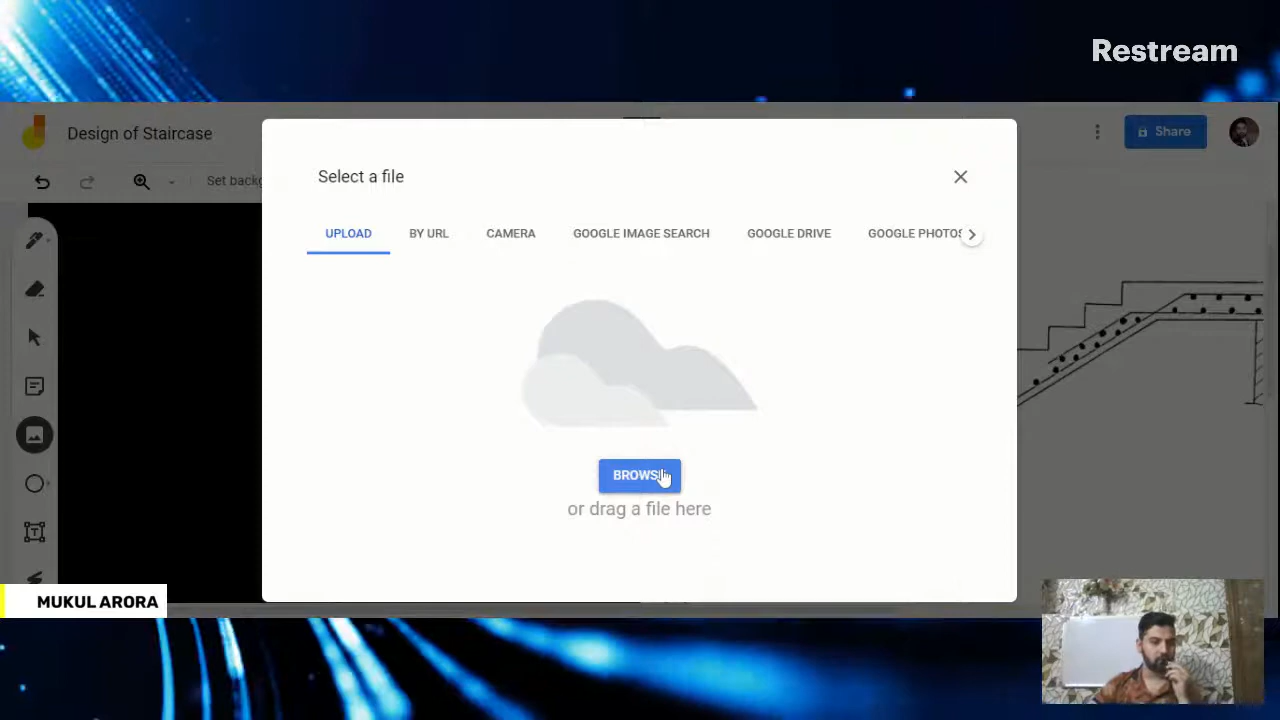 Restream
Design of Staircase
Share
Set backg
Select a file
UPLOAD
BY URL
CAMERA
GOOGLE IMAGE SEARCH
GOOGLE DRIVE
GOOGLE PHOTOS
BROWS
or drag a file here
T
MUKUL ARORA